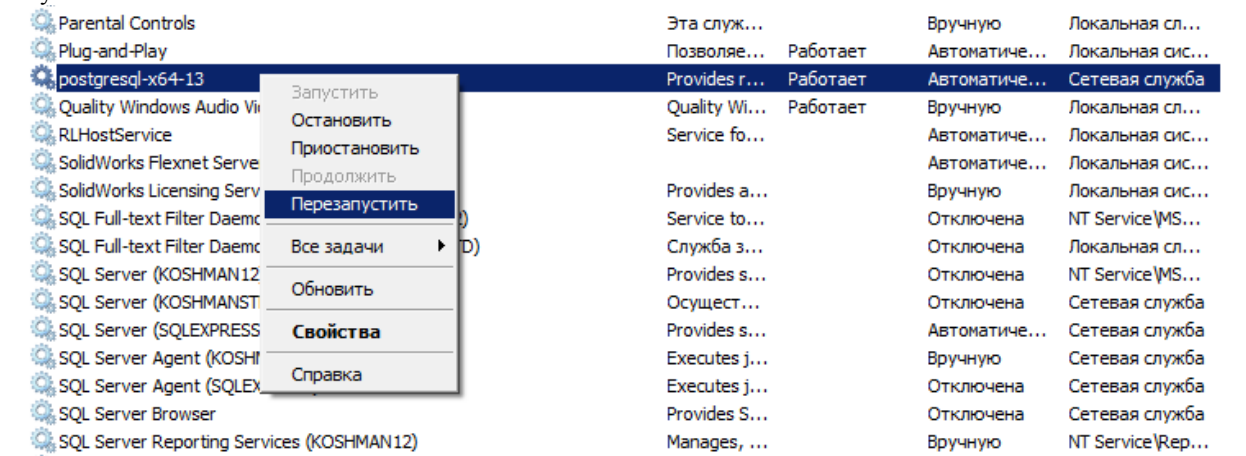 Parental Controls Эта служ... Вручную Локальная сл...
Plug-and-Play Позволяе... Работает Автоматиче... Локальная сис...
postgresql-x64-13 Provides r... Работает Автоматиче... Сетевая служба
Запустить
Quality Windows Audio Vi Quality Wi... Работает Вручную Локальная сл...
Остановить
RLHostService Service fo... Автоматиче... Локальная сис...
Приостановить
SolidWorks Flexnet Serve Автоматиче... Локальная сис...
Продолжить
SolidWorks Licensing Serv Provides a... Вручную Локальная сис...
Перезапустить
SQL Full-text Filter Daemo 2) Service to... Отключена NT Service\MS...
SQL Full-text Filter Daemo TD) Служба з... Отключена Локальная сл...
Все задачи
SQL Server (KOSHMAN12 Provides s... Отключена NT Service\MS...
Обновить
SQL Server (KOSHMANST Осущест... Отключена Сетевая служба
SQL Server (SQLEXPRESS Provides s... Автоматиче... Сетевая служба
Свойства
SQL Server Agent (KOSH Executes j... Вручную Сетевая служба
Справка
SQL Server Agent (SQLEX Executes j... Отключена Сетевая служба
SQL Server Browser Provides S... Отключена Сетевая служба
SQL Server Reporting Services (KOSHMAN12) Manages, ... Вручную NT Service\Rep...